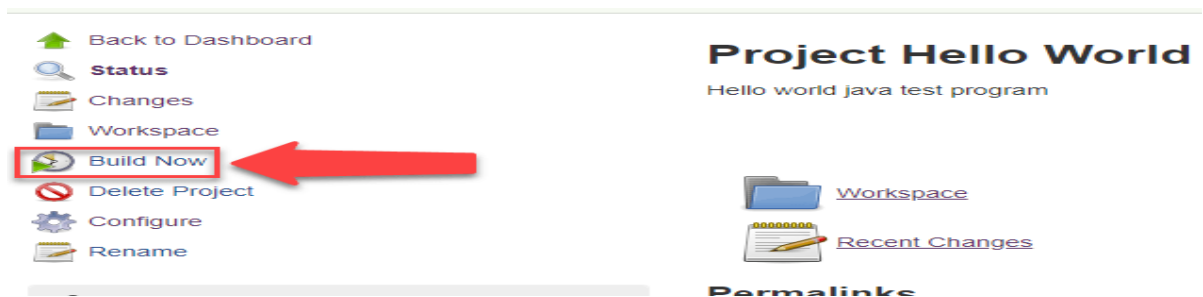 Back to Dashboard
Status
Changes
Workspace
Build Now
Delete Project
Configure
Rename
Project Hello World
Hello world java test program
Workspace
Recent Changes
Permalinks